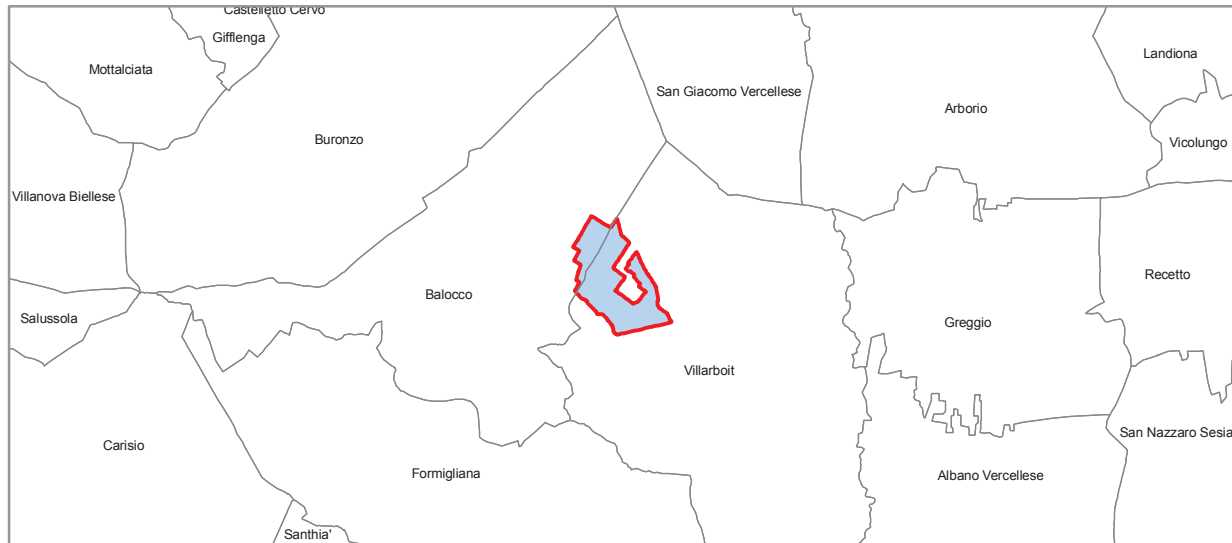 Castelletto Cervo
Gifflenga
Mottalciata
Landiona
San Giacomo Vercellese
Arborio
Buronzo
Vicolungo
Villanova Biellese
Recetto
Balocco
Salussola
Greggio
Villarboit
San Nazzaro Sesia
Carisio
Formigliana
Albano Vercellese
Santhia'